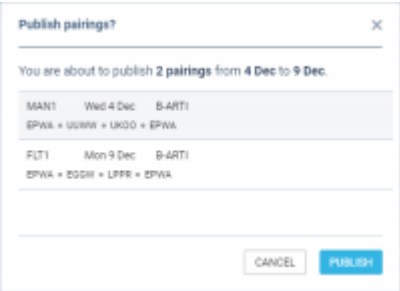 Publish pairings?
You are about to publish 2 pairings from 4 Dec to 9 Dec.
MAN1 Wed 4 Dec B-ARTI
EPWA • UUWW • UKOO • EPWA
FLT1 Mon 9 Dec B-ARTI
EPWA • EGGW • LPPR • EPWA
CANCEL PUBLISH